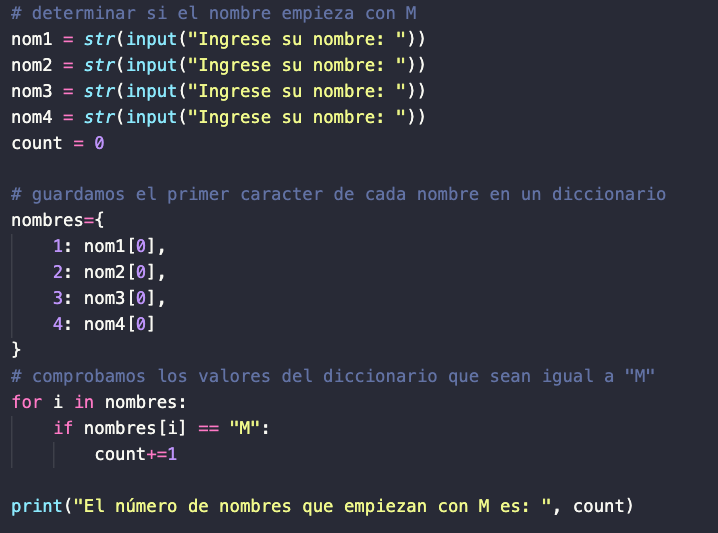 # determinar si el nombre empieza con M
nom1 = str(input("Ingrese su nombre: "))
nom2 = str(input("Ingrese su nombre: "))
nom3 = str(input("Ingrese su nombre: "))
nom4 = str(input("Ingrese su nombre: "))
count = 0

# guardamos el primer caracter de cada nombre en un diccionario
nombres={
    1: nom1[0],
    2: nom2[0],
    3: nom3[0],
    4: nom4[0]
}
# comprobamos los valores del diccionario que sean igual a "M"
for i in nombres:
    if nombres[i] == "M":
        count+=1

print("El número de nombres que empiezan con M es: ", count)